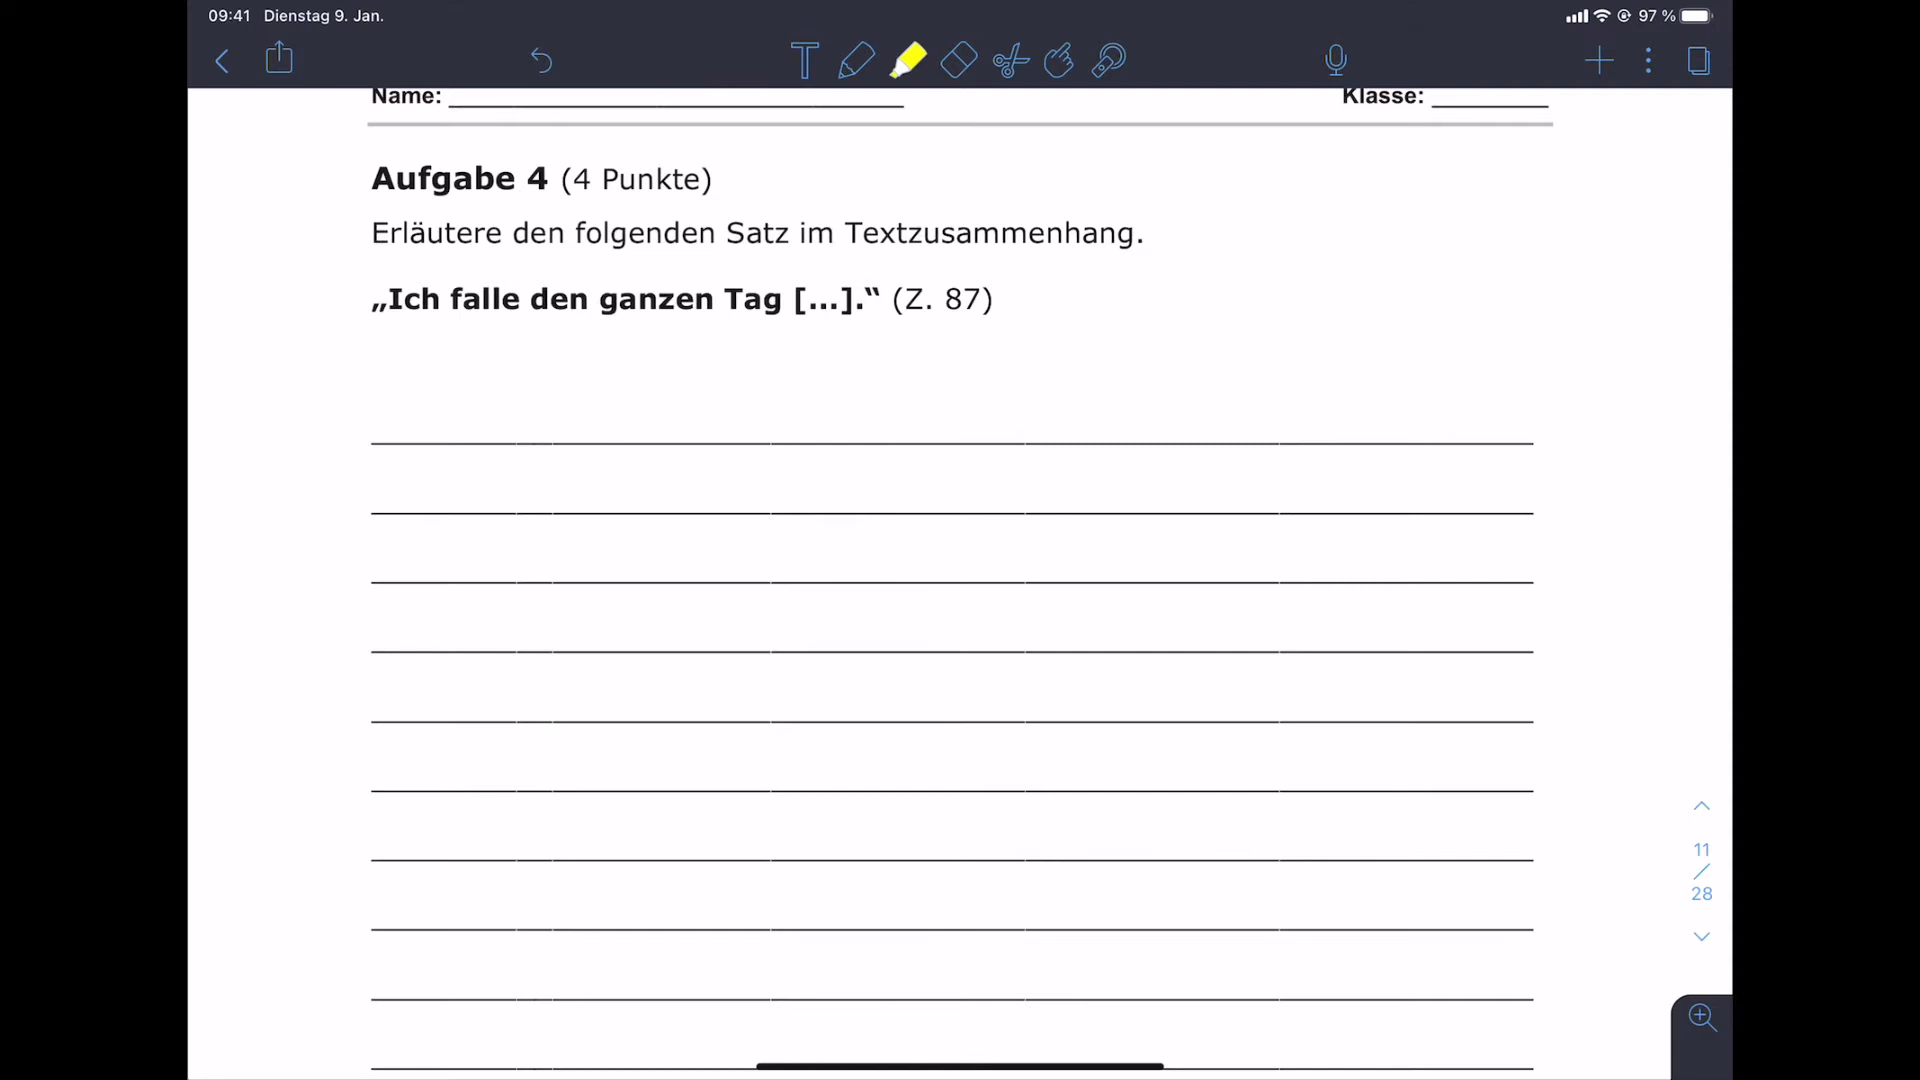 09:41 Dienstag 9. Jan. 97 %
Name: Klasse:
Aufgabe 4 (4 Punkte)
Erläutere den folgenden Satz im Textzusammenhang.
„Ich falle den ganzen Tag [...].“ (Z. 87)
11
/
28